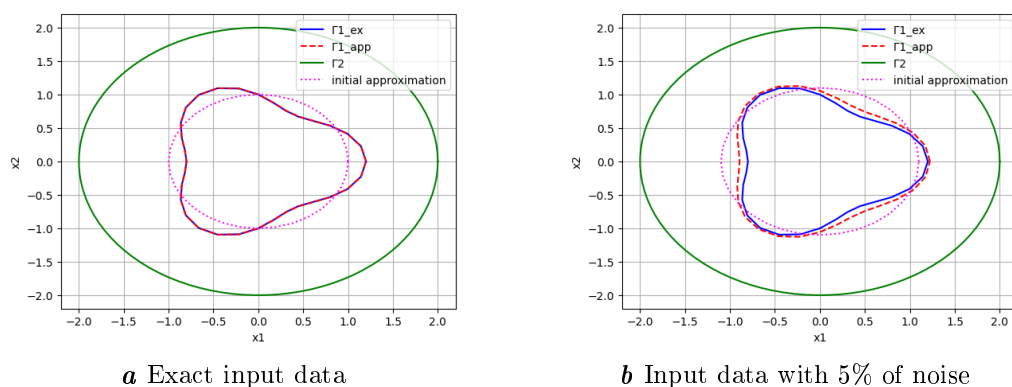 Γ1_ex
Γ1_app
Γ2
initial approximation
2.0
1.5
1.0
0.5
0.0
−0.5
−1.0
−1.5
−2.0
x2
−2.0 −1.5 −1.0 −0.5 0.0 0.5 1.0 1.5 2.0
x1
a Exact input data
Γ1_ex
Γ1_app
Γ2
initial approximation
2.0
1.5
1.0
0.5
0.0
−0.5
−1.0
−1.5
−2.0
x2
−2.0 −1.5 −1.0 −0.5 0.0 0.5 1.0 1.5 2.0
x1
b Input data with 5% of noise